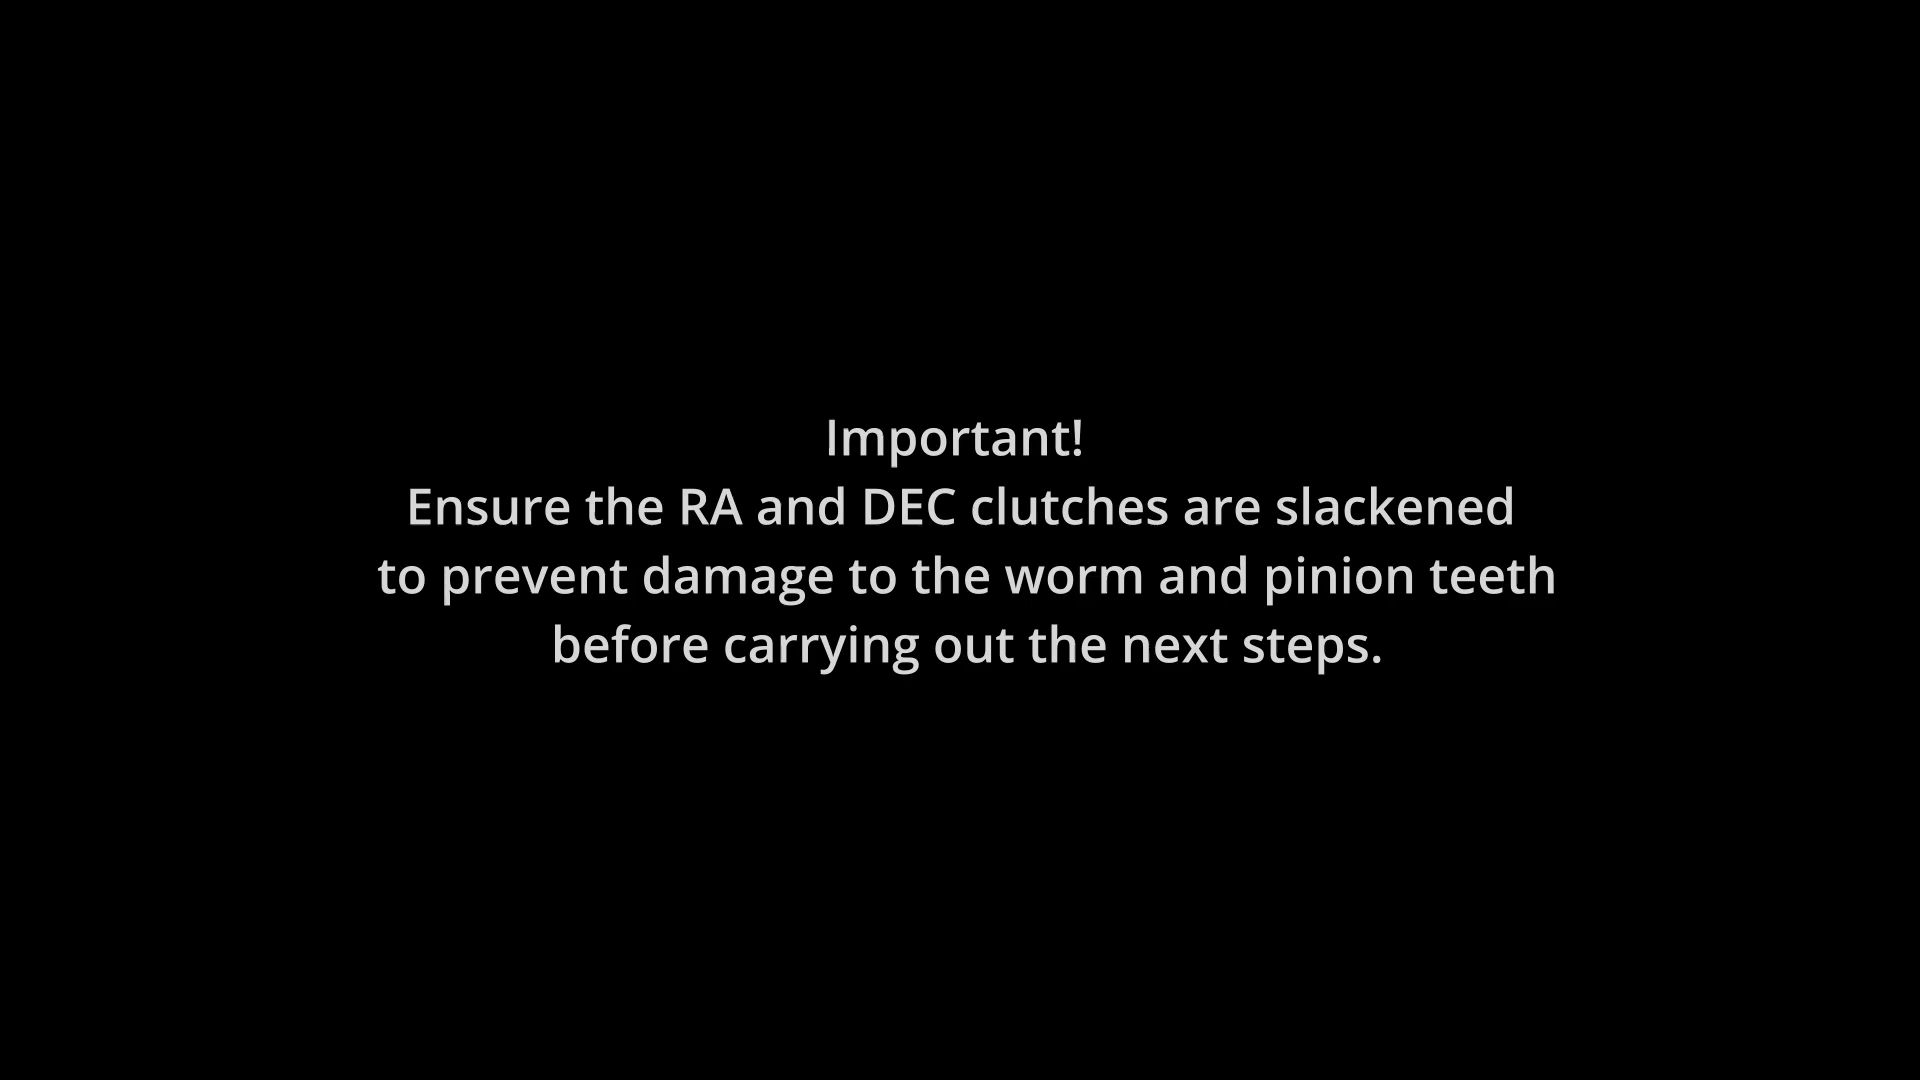 Important!
Ensure the RA and DEC clutches are slackened
to prevent damage to the worm and pinion teeth
before carrying out the next steps.